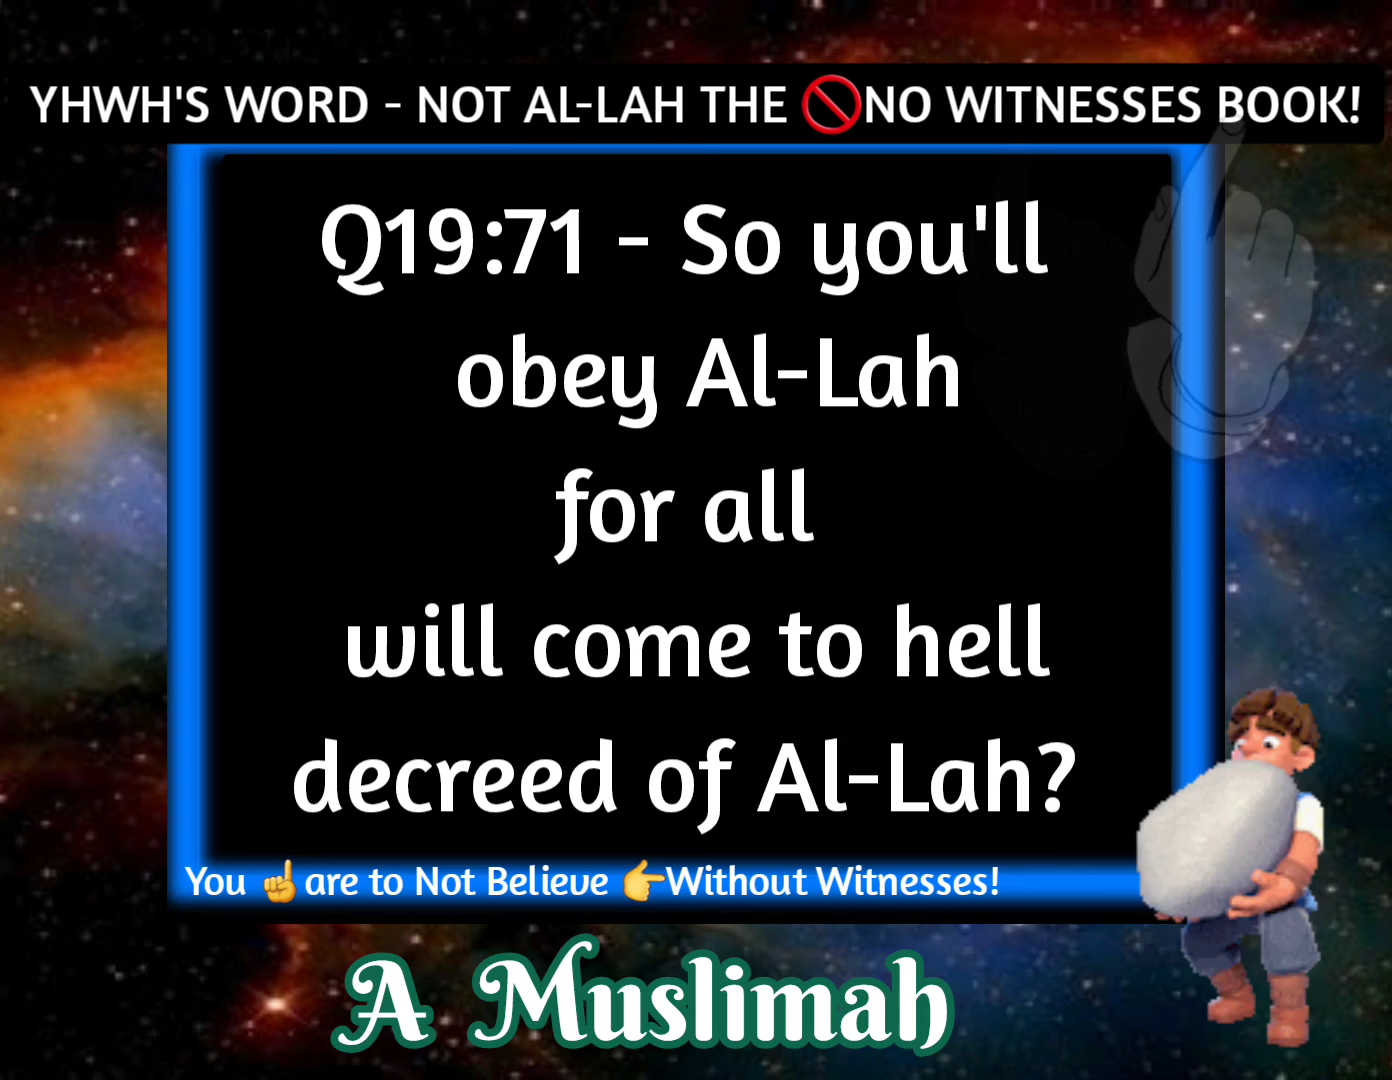 YHWH'S WORD - NOT AL-LAH THE 🚫NO WITNESSES BOOK!
Q19:71 - So you'll
obey Al-Lah
for all
will come to hell
decreed of Al-Lah?
You ☝️are to Not Believe 👉Without Witnesses!
A Muslimah